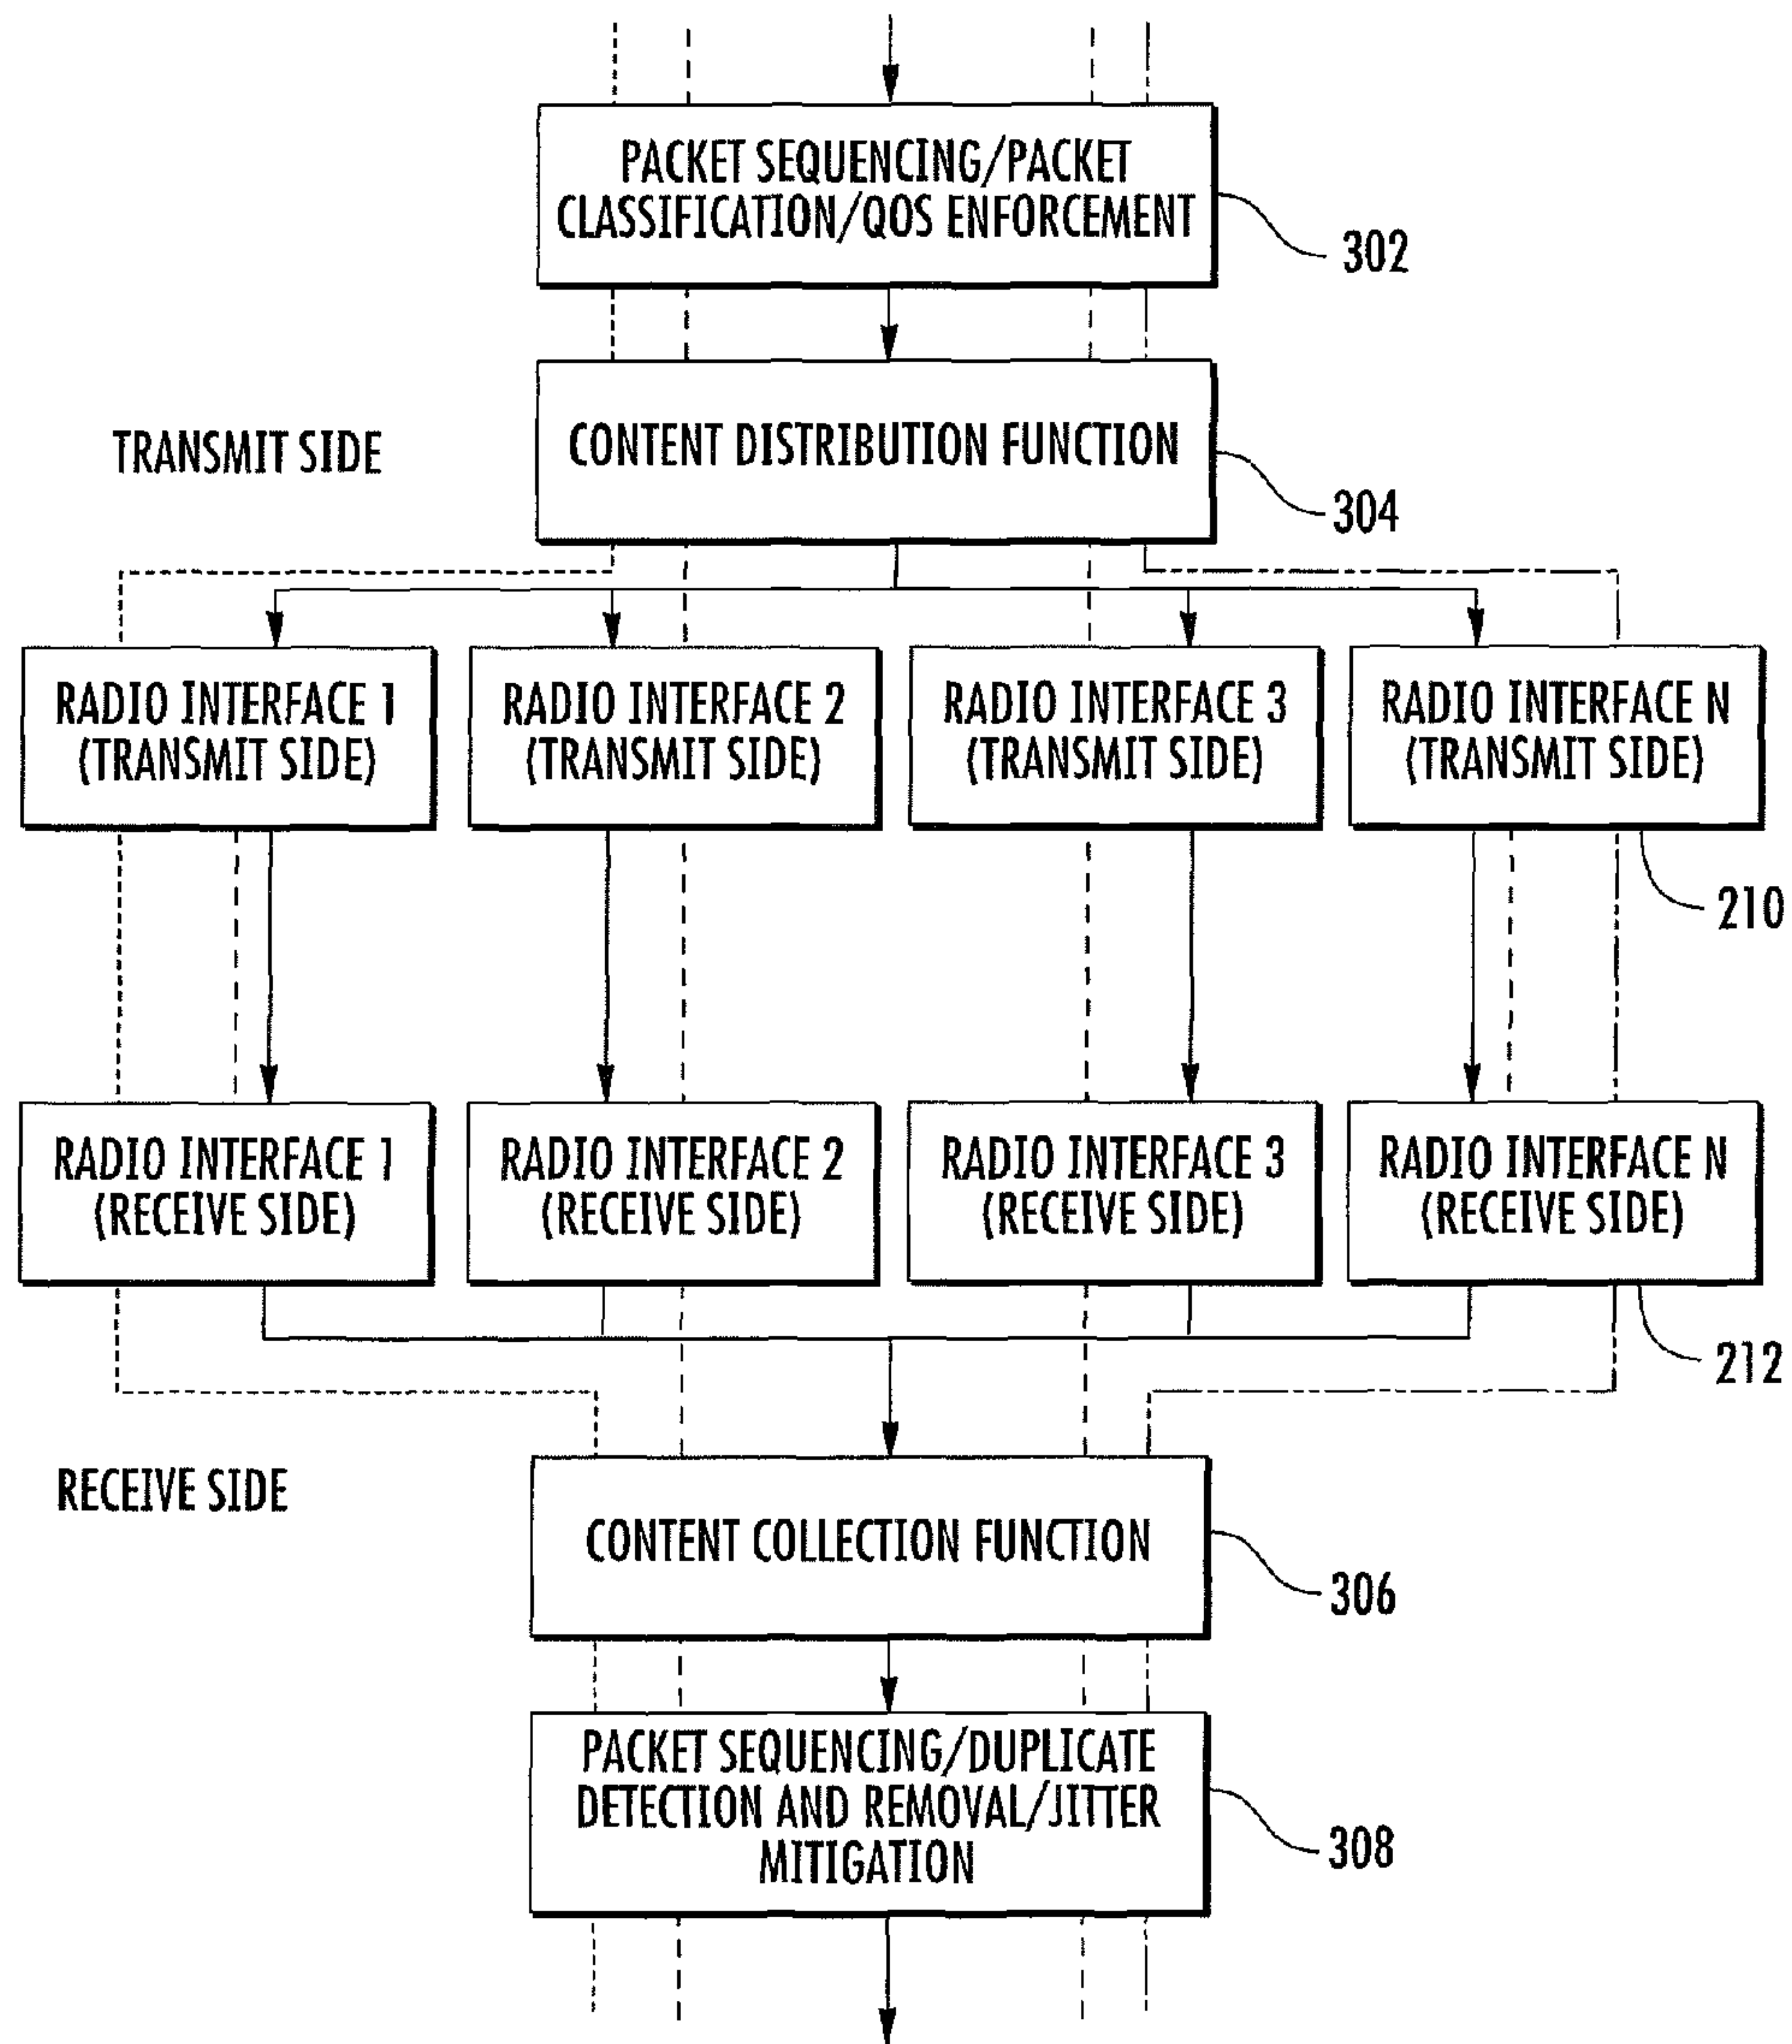 PACKET SEQUENCING/PACKET
CLASSIFICATION/QOS ENFORCEMENT
302
TRANSMIT SIDE
CONTENT DISTRIBUTION FUNCTION
304
RADIO INTERFACE 1
(TRANSMIT SIDE)
RADIO INTERFACE 2
(TRANSMIT SIDE)
RADIO INTERFACE 3
(TRANSMIT SIDE)
RADIO INTERFACE N
(TRANSMIT SIDE)
210
RADIO INTERFACE 1
(RECEIVE SIDE)
RADIO INTERFACE 2
(RECEIVE SIDE)
RADIO INTERFACE 3
(RECEIVE SIDE)
RADIO INTERFACE N
(RECEIVE SIDE)
212
RECEIVE SIDE
CONTENT COLLECTION FUNCTION
306
PACKET SEQUENCING/DUPLICATE
DETECTION AND REMOVAL/JITTER
MITIGATION
308